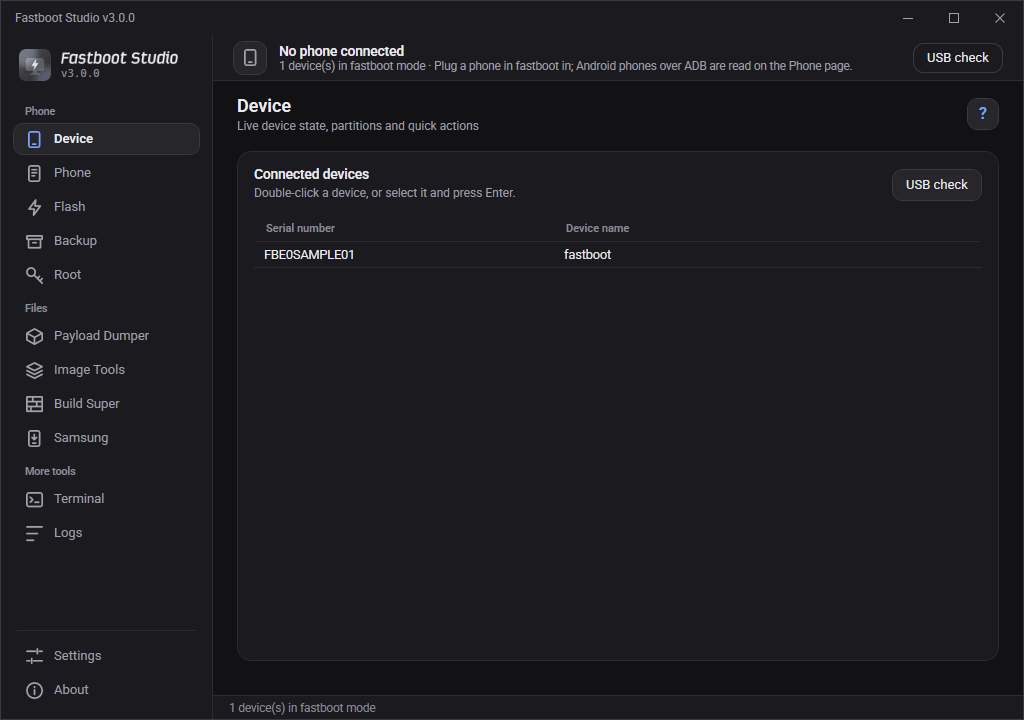 Fastboot Studio v3.0.0
Fastboot Studio
v3.0.0
Phone
Device
Phone
Flash
Backup
Root
Files
Payload Dumper
Image Tools
Build Super
Samsung
More tools
Terminal
Logs
Settings
About
No phone connected
1 device(s) in fastboot mode · Plug a phone in fastboot in; Android phones over ADB are read on the Phone page.
USB check
Device
Live device state, partitions and quick actions
?
Connected devices
Double-click a device, or select it and press Enter.
USB check
Serial number Device name
FBE0SAMPLE01 fastboot
1 device(s) in fastboot mode